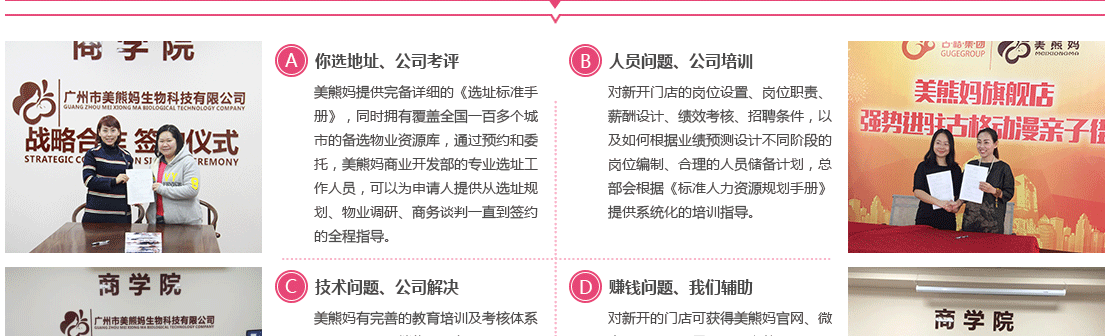 商学院
广州市美熊妈生物科技有限公司
GUANG ZHOU MEI XIONG MA BIOLOGICAL TECHNOLOGY COMPANY
战略合作 签 仪式
STRATEGIC COOPERATION SI CEREMONY
A 你选地址、公司考评
美熊妈提供完备详细的《选址标准手
册》，同时拥有覆盖全国一百多个城
市的备选物业资源库，通过预约和委
托，美熊妈商业开发部的专业选址工
作人员，可以为申请人提供从选址规
划、物业调研、商务谈判一直到签约
的全程指导。
B 人员问题、公司培训
对新开门店的岗位设置、岗位职责、
薪酬设计、绩效考核、招聘条件，以
及如何根据业绩预测设计不同阶段的
岗位编制、合理的人员储备计划，总
部会根据《标准人力资源规划手册》
提供系统化的培训指导。
古格集团
GUGEGROUP
美熊妈
MEIXIONGMA
美熊妈旗舰店
强势进驻古格动漫亲子
商学院
广州市美熊妈生物科技有限公司
C 技术问题、公司解决
美熊妈有完善的教育培训及考核体系
D 赚钱问题、我们辅助
对新开的门店可获得美熊妈官网、微
商学院